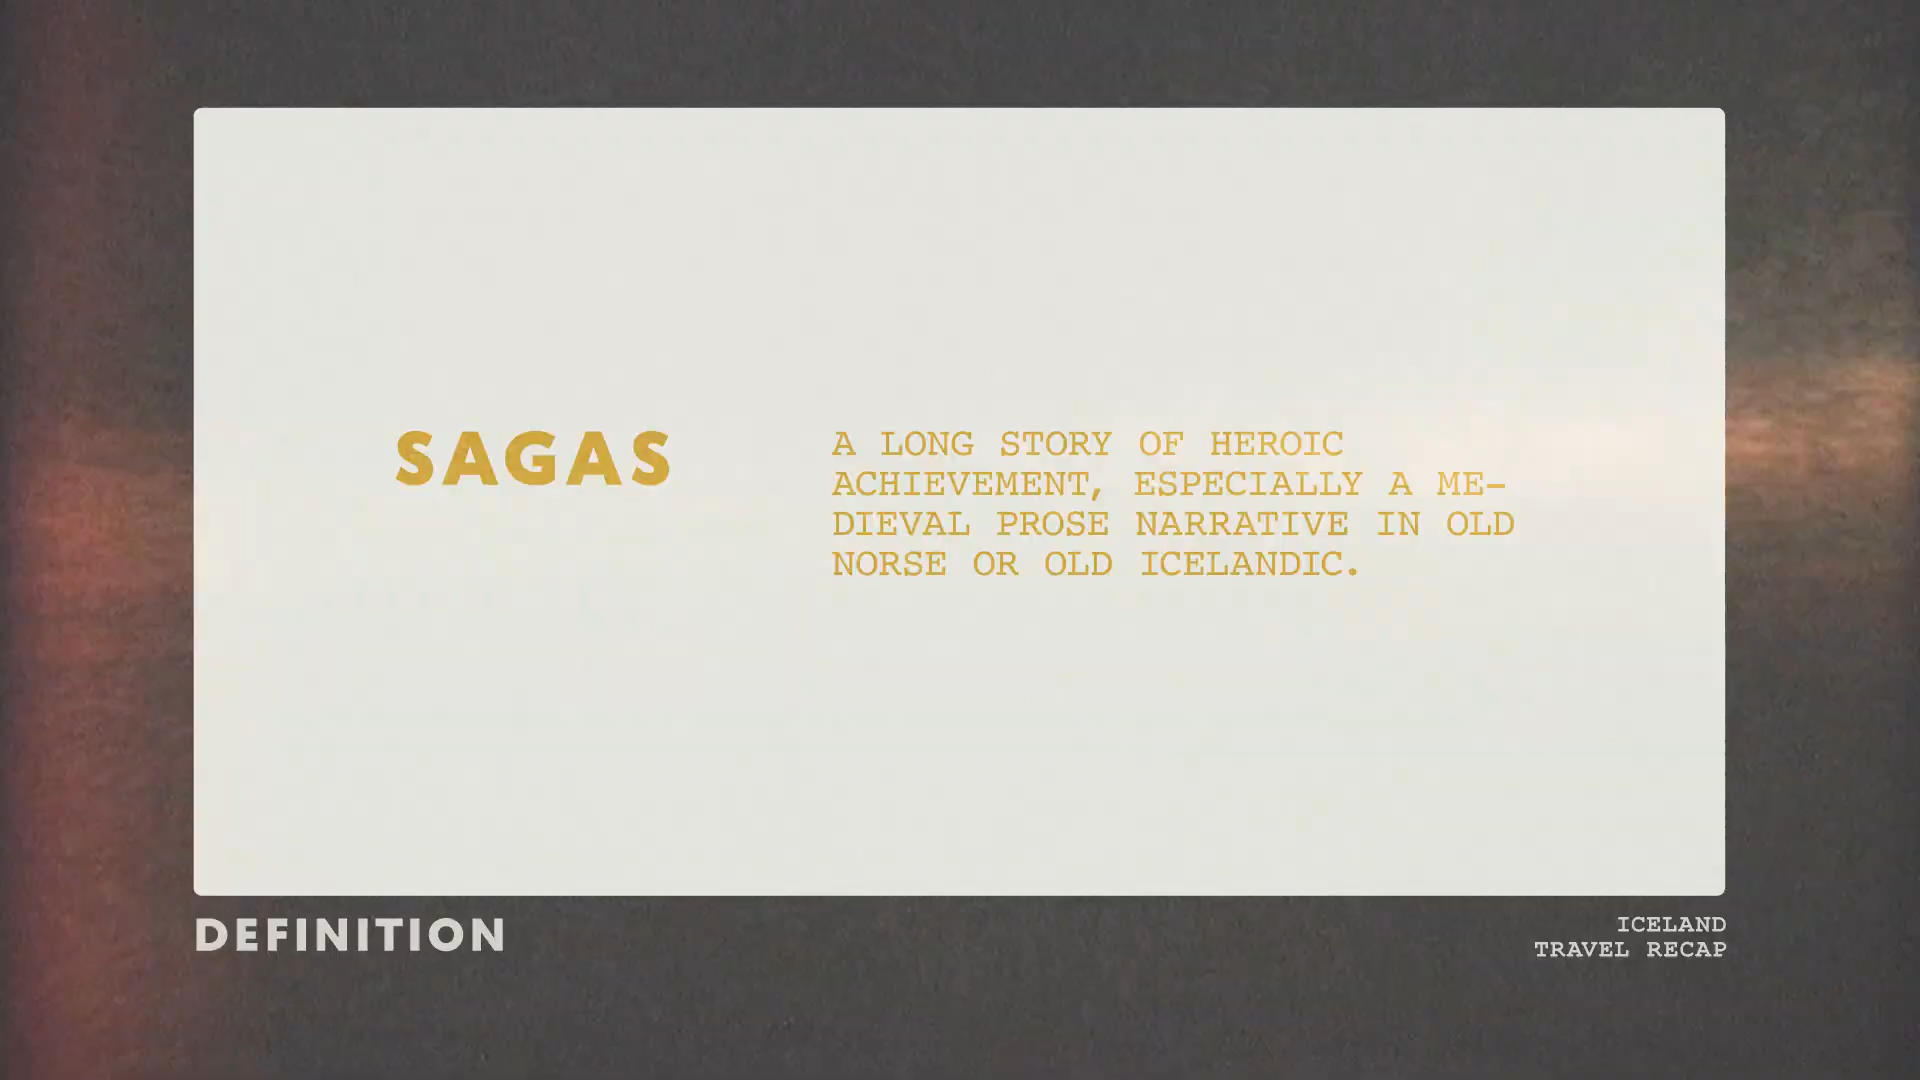 SAGAS
A LONG STORY OF HEROIC
ACHIEVEMENT, ESPECIALLY A ME-
DIEVAL PROSE NARRATIVE IN OLD
NORSE OR OLD ICELANDIC.
DEFINITION
ICELAND
TRAVEL RECAP